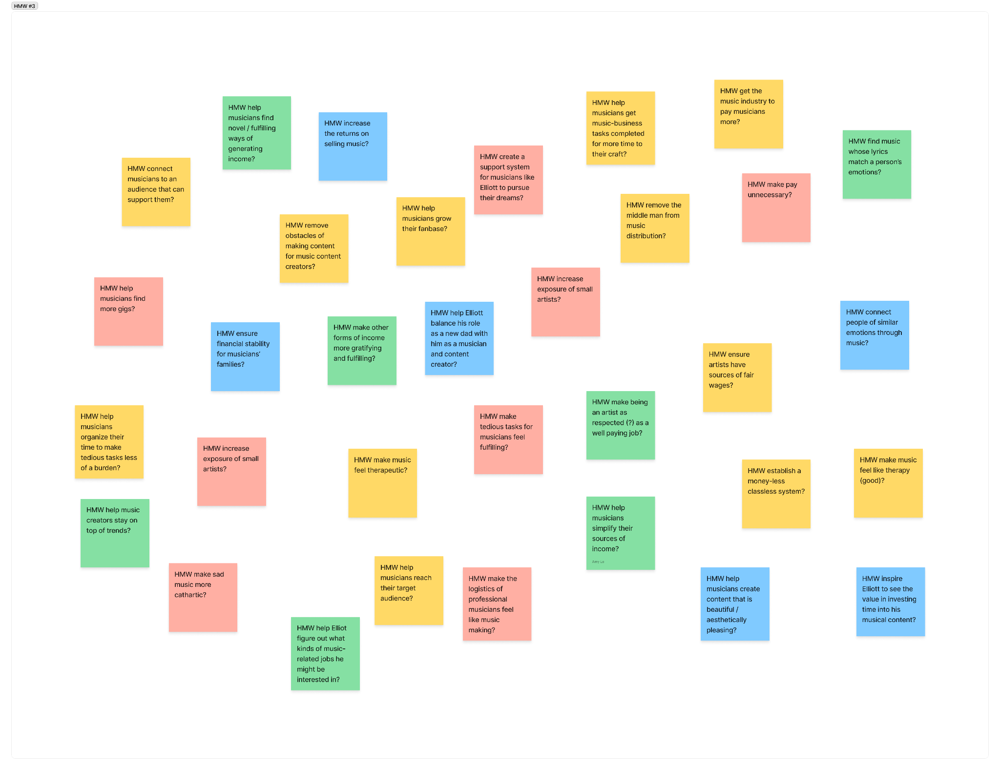 HMW #3
HMW help
musicians find
novel / fulfilling
ways of
generating
income?
HMW increase
the returns on
selling music?
HMW help
musicians get
music-business
tasks completed
for more time to
their craft?
HMW get the
music industry to
pay musicians
more?
HMW find music
whose lyrics
match a person's
emotions?
HMW connect
musicians to an
audience that can
support them?
HMW create a
support system
for musicians like
Elliott to pursue
their dreams?
HMW make pay
unnecessary?
HMW remove
obstacles of
making content
for music content
creators?
HMW help
musicians grow
their fanbase?
HMW remove the
middle man from
music
distribution?
HMW help
musicians find
more gigs?
HMW increase
exposure of small
artists?
HMW ensure
financial stability
for musicians'
families?
HMW make other
forms of income
more gratifying
and fulfilling?
HMW help Elliott
balance his role
as a new dad with
him as a musician
and content
creator?
HMW connect
people of similar
emotions through
music?
HMW ensure
artists have
sources of fair
wages?
HMW help
musicians
organize their
time to make
tedious tasks less
of a burden?
HMW increase
exposure of small
artists?
HMW make music
feel therapeutic?
HMW make
tedious tasks for
musicians feel
fulfilling?
HMW make being
an artist as
respected (?) as a
well paying job?
HMW establish a
money-less
classless system?
HMW make music
feel like therapy
(good)?
HMW help music
creators stay on
top of trends?
HMW help
musicians
simplify their
sources of
income?
Amy Lo
HMW make sad
music more
cathartic?
HMW help
musicians reach
their target
audience?
HMW make the
logistics of
professional
musicians feel
like music
making?
HMW help
musicians create
content that is
beautiful /
aesthetically
pleasing?
HMW inspire
Elliott to see the
value in investing
time into his
musical content?
HMW help Elliot
figure out what
kinds of music-
related jobs he
might be
interested in?